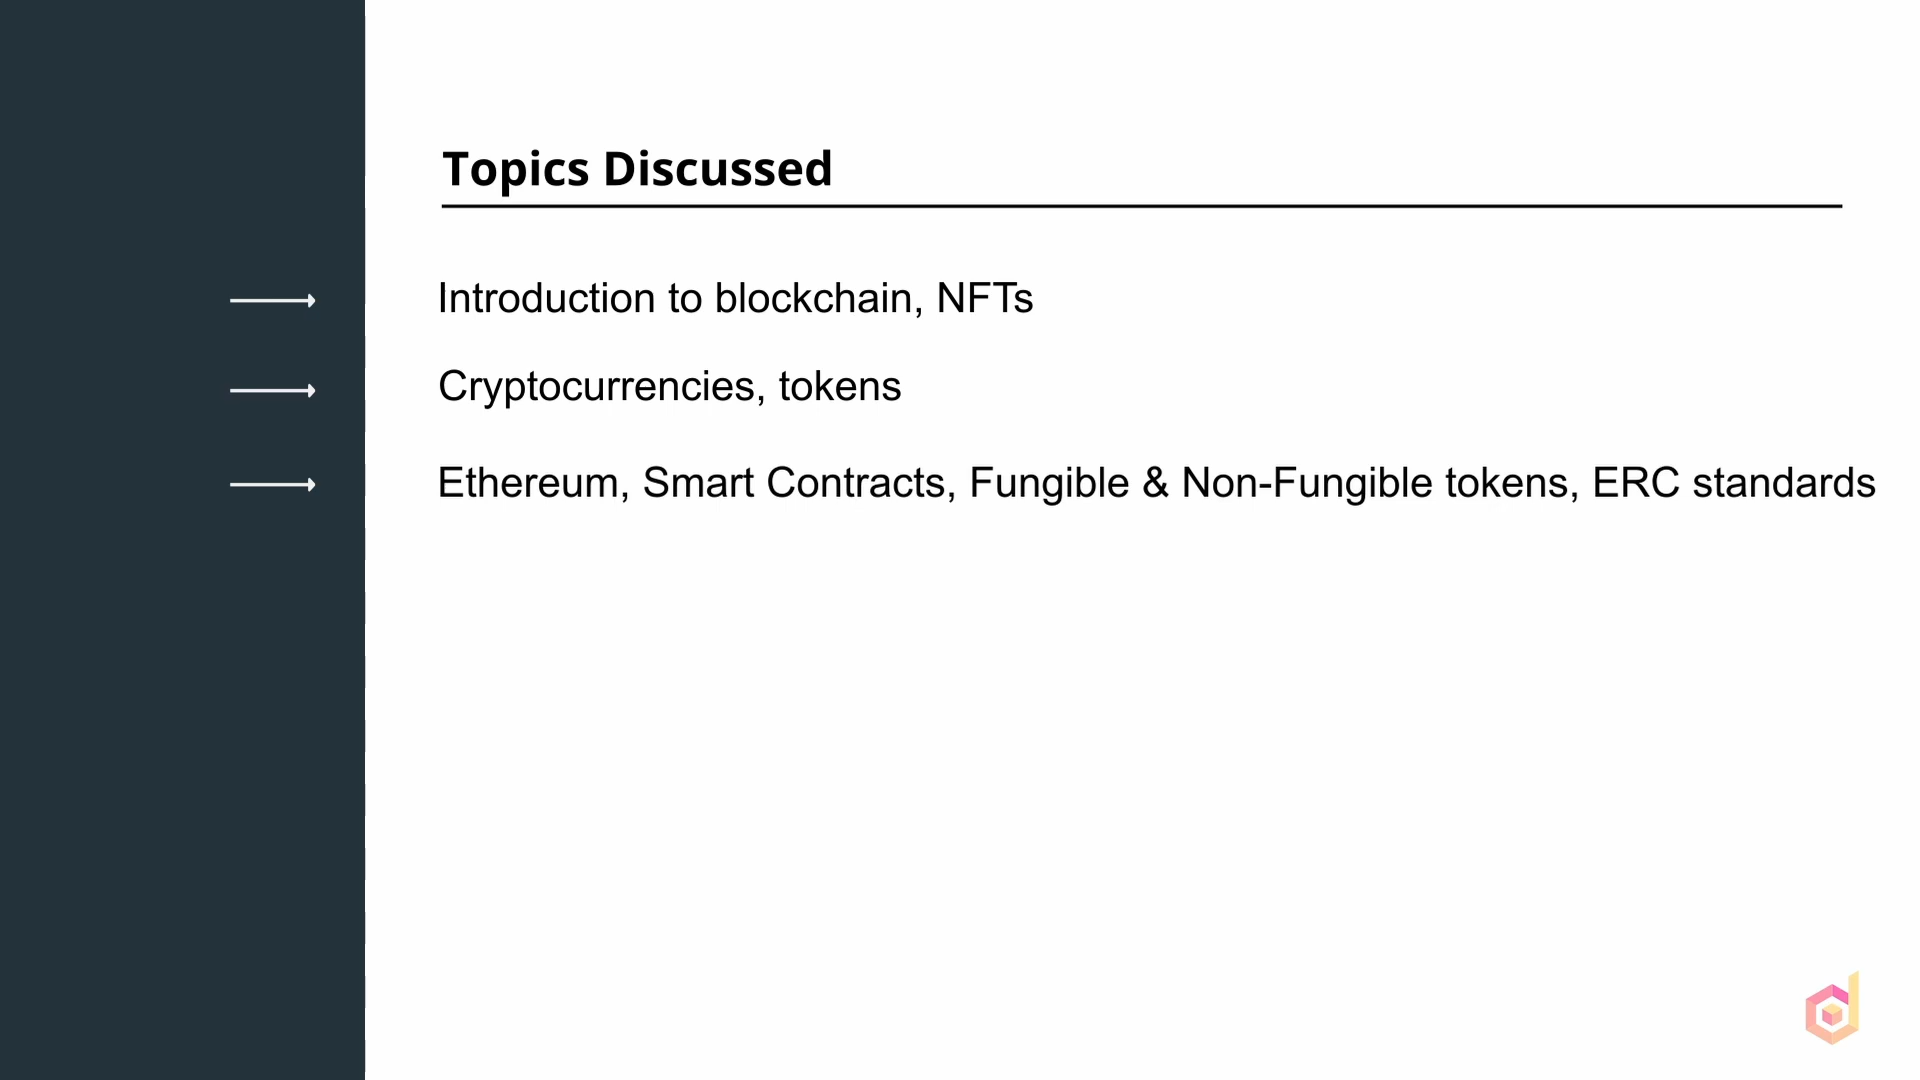 Topics Discussed
Introduction to blockchain, NFTs
Cryptocurrencies, tokens
Ethereum, Smart Contracts, Fungible & Non-Fungible tokens, ERC standards